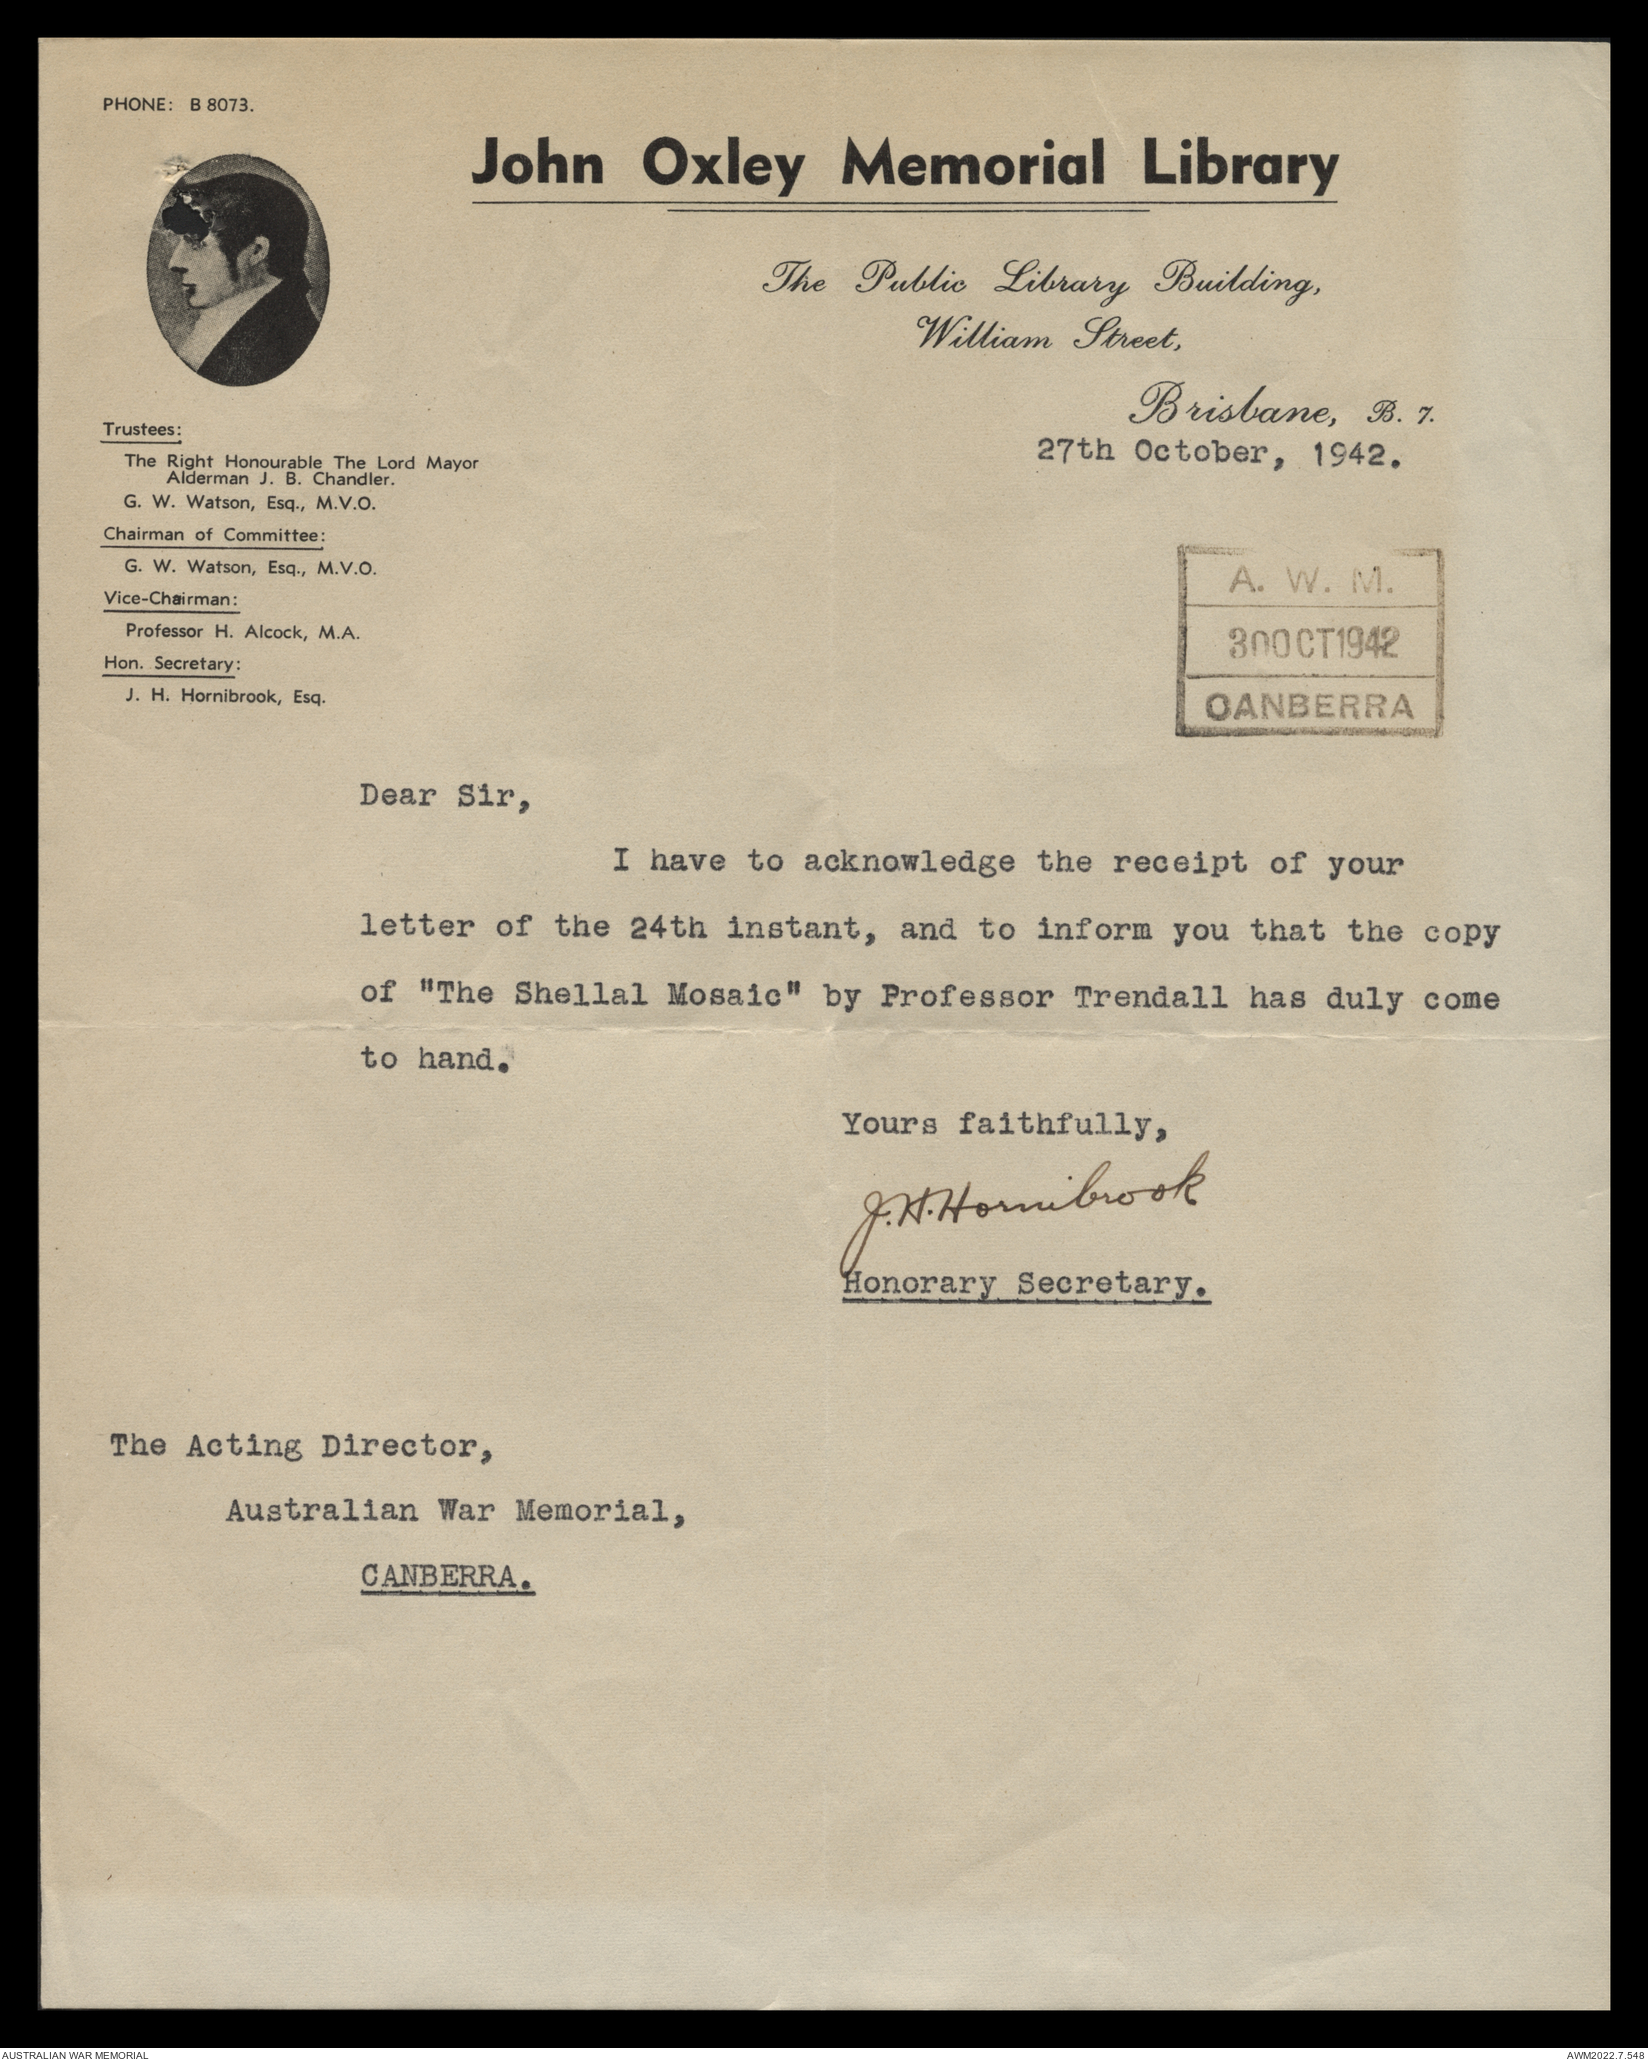 PHONE: B 8073.
John Oxley Memorial Library
The Public Library Building,
William Street,
Brisbane, B. 7.
27th October, 1942.
Trustees:
The Right Honourable The Lord Mayor
Alderman J. B. Chandler.
G. W. Watson, Esq., M.V.O.
Chairman of Committee:
G. W. Watson, Esq., M.V.O.
Vice-Chairman:
Professor H. Alcock, M.A.
Hon. Secretary:
J. H. Hornibrook, Esq.
A. W. M.
30OCT1942
CANBERRA
Dear Sir,
I have to acknowledge the receipt of your
letter of the 24th instant, and to inform you that the copy
of "The Shellal Mosaic" by Professor Trendall has duly come
to hand.
Yours faithfully,
J.H.Hornibrook
Honorary Secretary.
The Acting Director,
Australian War Memorial,
CANBERRA.
AUSTRALIAN WAR MEMORIAL
AWM2022.7.548